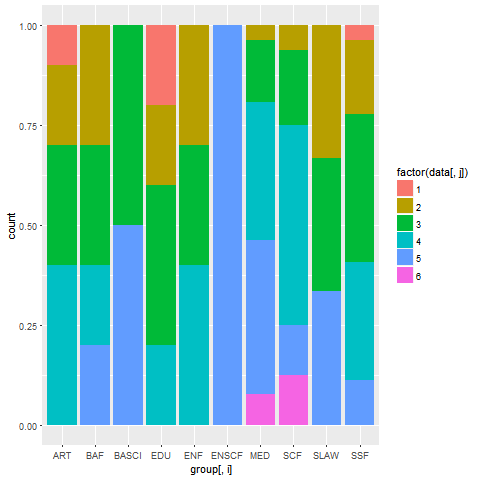 1.00
0.75
0.50
0.25
0.00
count
ART BAF BASCI EDU ENF ENSCF MED SCF SLAW SSF
group[, i]
factor(data[, j])
1
2
3
4
5
6